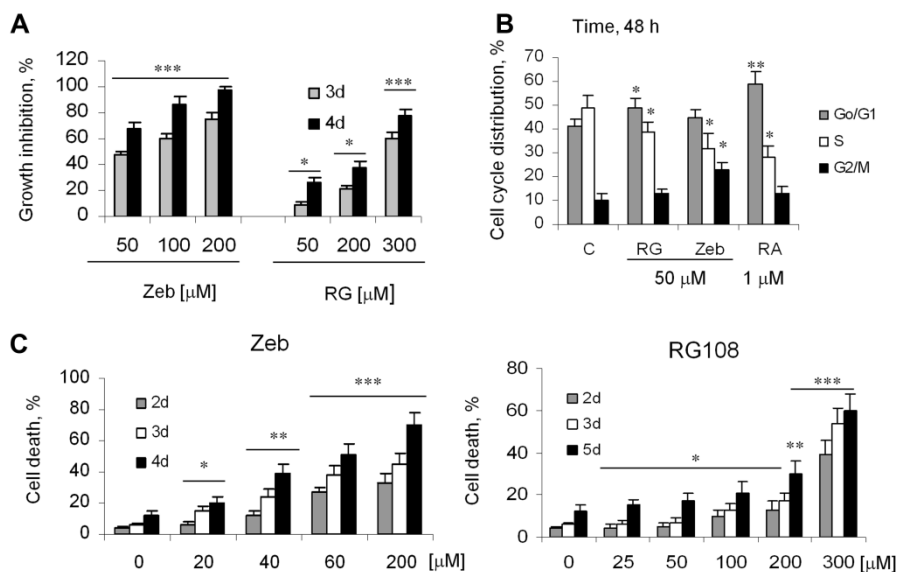 A
Growth inhibition, %
120
100
80
60
40
20
0
***
3d
4d
*
*
***
50 100 200
50 200 300
Zeb [µM]
RG [µM]
B
Time, 48 h
Cell cycle distribution, %
70
60
50
40
30
20
10
0
*
*
*
*
**
*
Go/G1
S
G2/M
C RG Zeb RA
50 µM 1 µM
C
Zeb
Cell death, %
100
80
60
40
20
0
2d
3d
4d
*
**
***
0 20 40 60 200 [µM]
RG108
Cell death, %
80
60
40
20
0
2d
3d
5d
*
**
***
0 25 50 100 200 300 [µM]